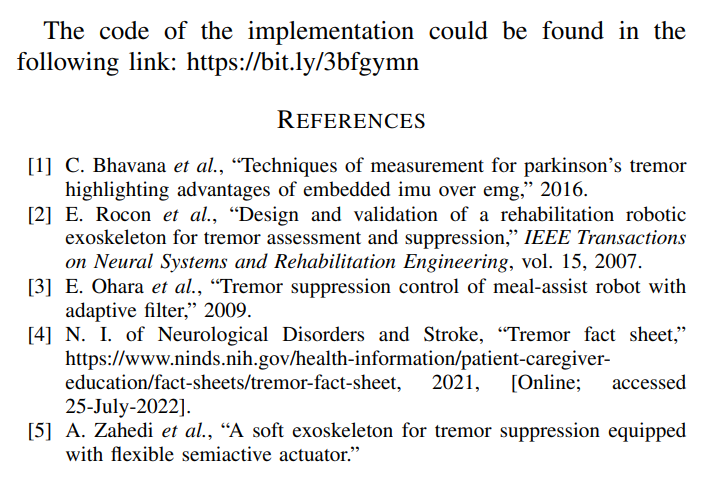 The code of the implementation could be found in the
following link: https://bit.ly/3bfgymn
REFERENCES
[1] C. Bhavana et al., “Techniques of measurement for parkinson’s tremor
highlighting advantages of embedded imu over emg,” 2016.
[2] E. Rocon et al., “Design and validation of a rehabilitation robotic
exoskeleton for tremor assessment and suppression,” IEEE Transactions
on Neural Systems and Rehabilitation Engineering, vol. 15, 2007.
[3] E. Ohara et al., “Tremor suppression control of meal-assist robot with
adaptive filter,” 2009.
[4] N. I. of Neurological Disorders and Stroke, “Tremor fact sheet,”
https://www.ninds.nih.gov/health-information/patient-caregiver-
education/fact-sheets/tremor-fact-sheet, 2021, [Online; accessed
25-July-2022].
[5] A. Zahedi et al., “A soft exoskeleton for tremor suppression equipped
with flexible semiactive actuator.”